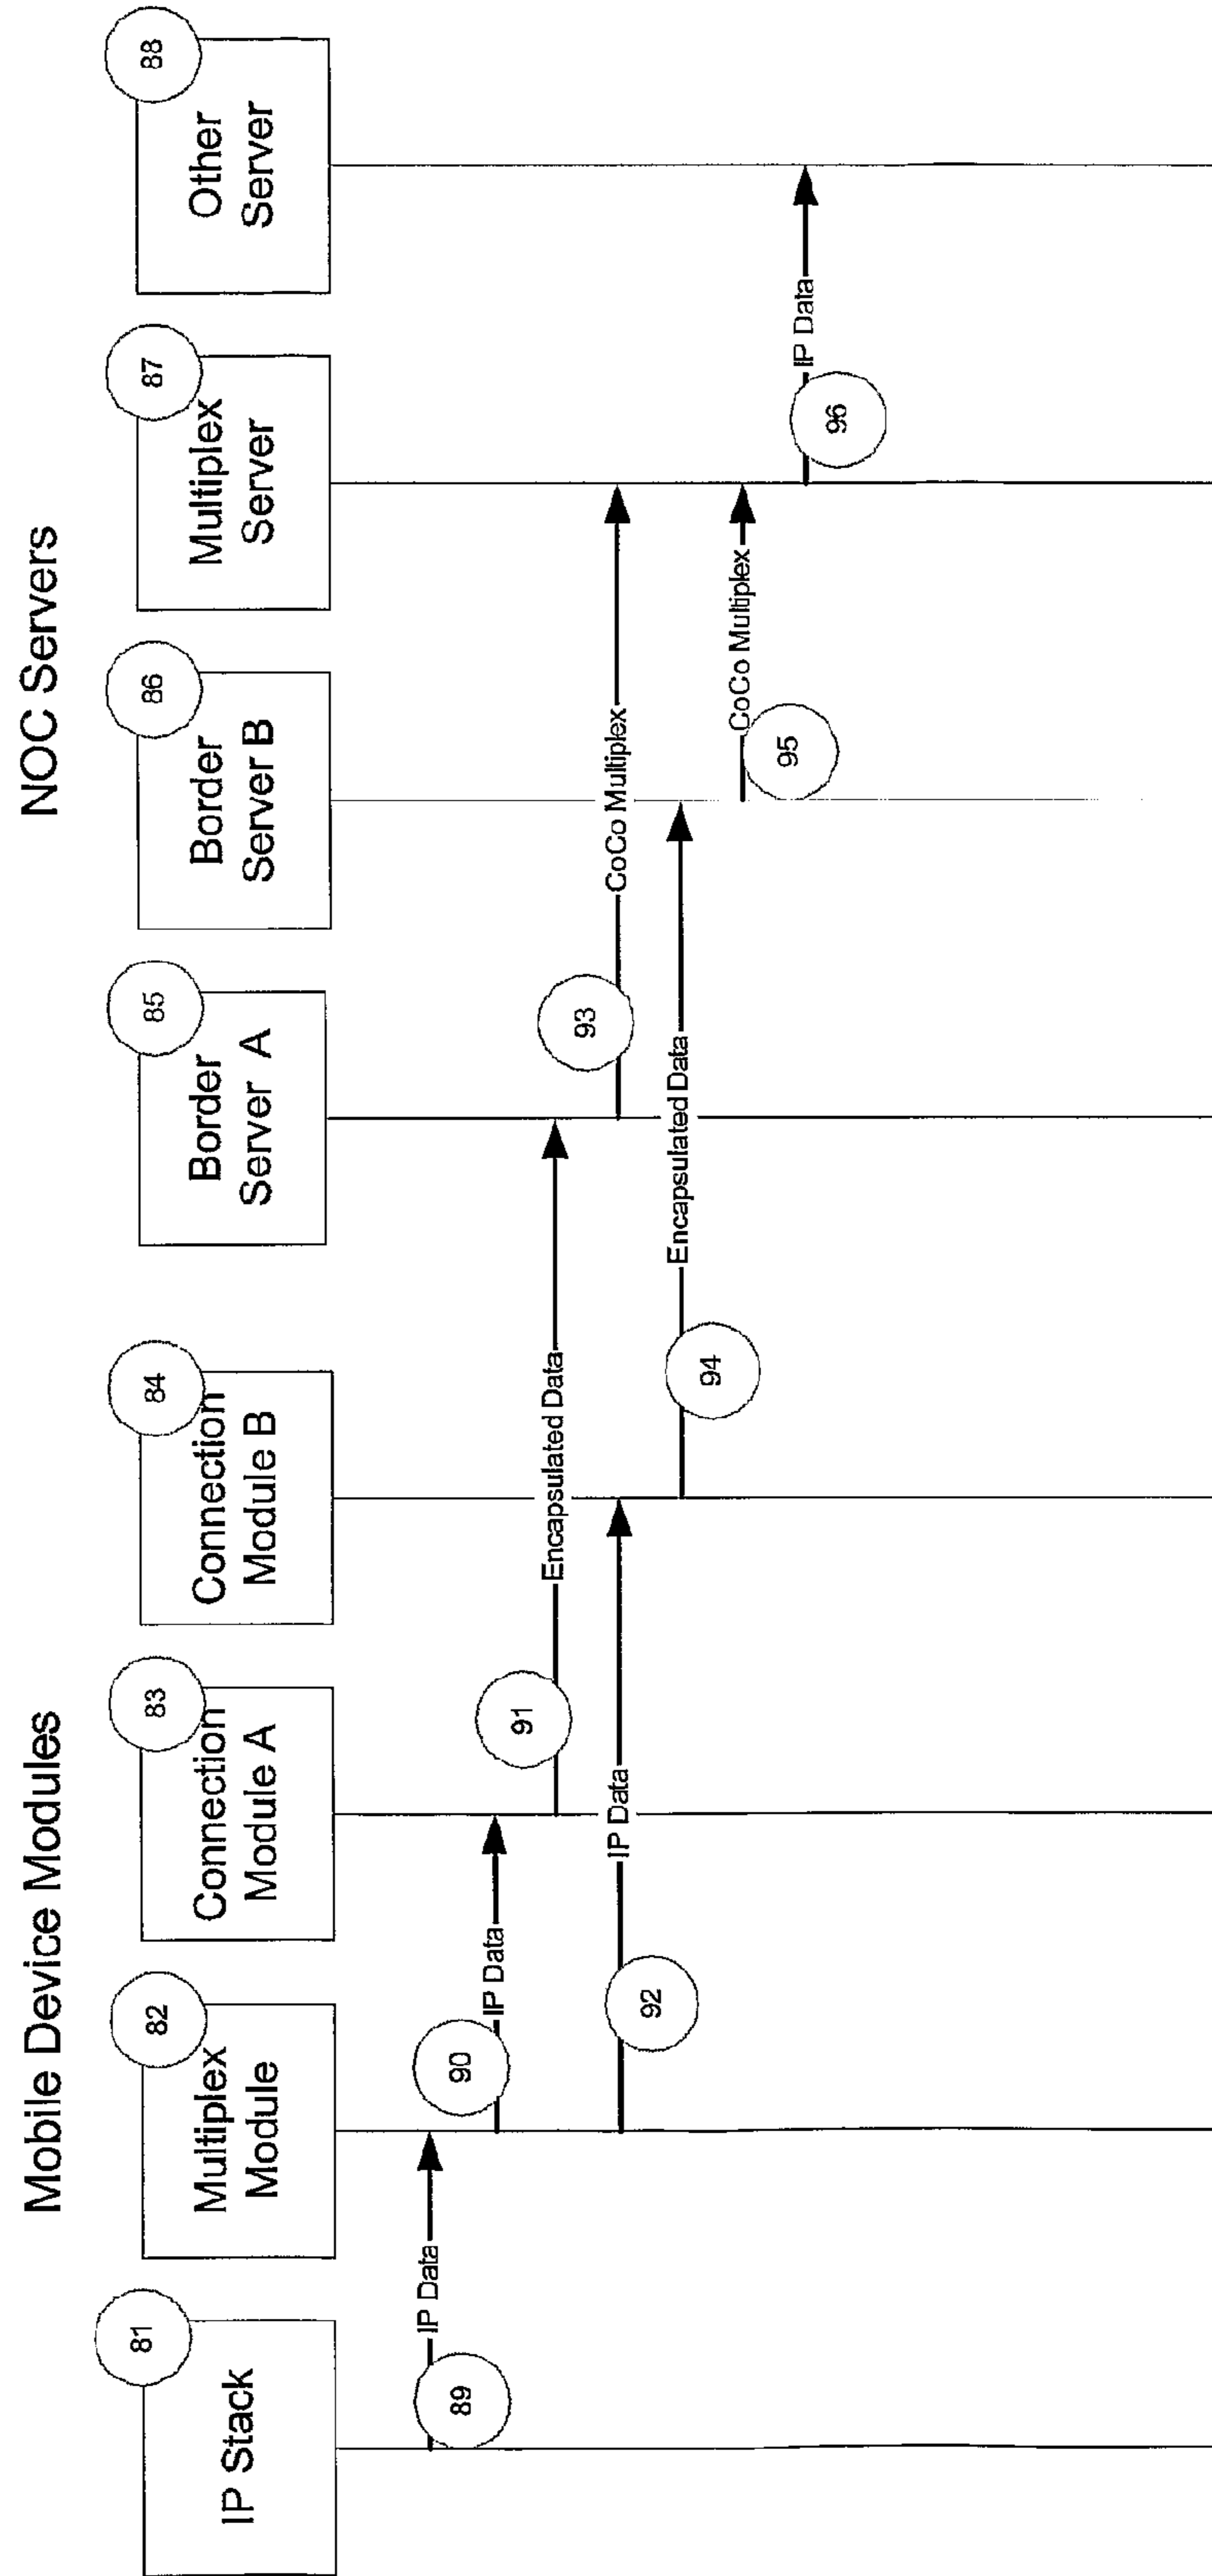 Mobile Device Modules
NOC Servers
81
82
83
84
85
86
87
88
IP Stack
Multiplex
Module
Connection
Module A
Connection
Module B
Border
Server A
Border
Server B
Multiplex
Server
Other
Server
IP Data
89
90
IP Data
91
Encapsulated Data
IP Data
92
93
CoCo Multiplex
94
Encapsulated Data
CoCo Multiplex
95
IP Data
96